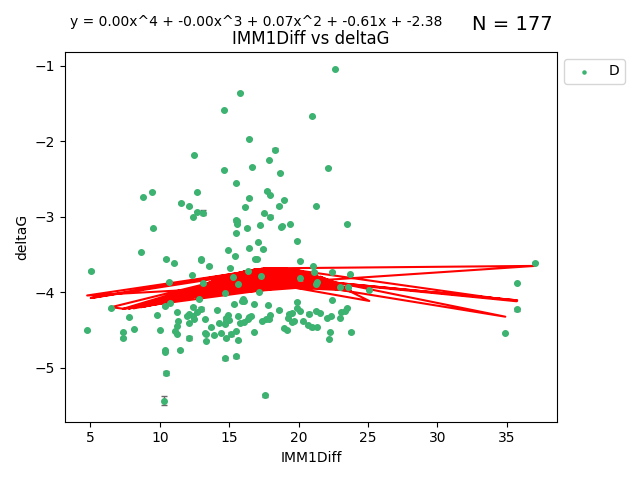 y = 0.00x^4 + -0.00x^3 + 0.07x^2 + -0.61x + -2.38
N = 177
IMM1Diff vs deltaG
D
−1
−2
−3
−4
−5
deltaG
5 10 15 20 25 30 35
IMM1Diff